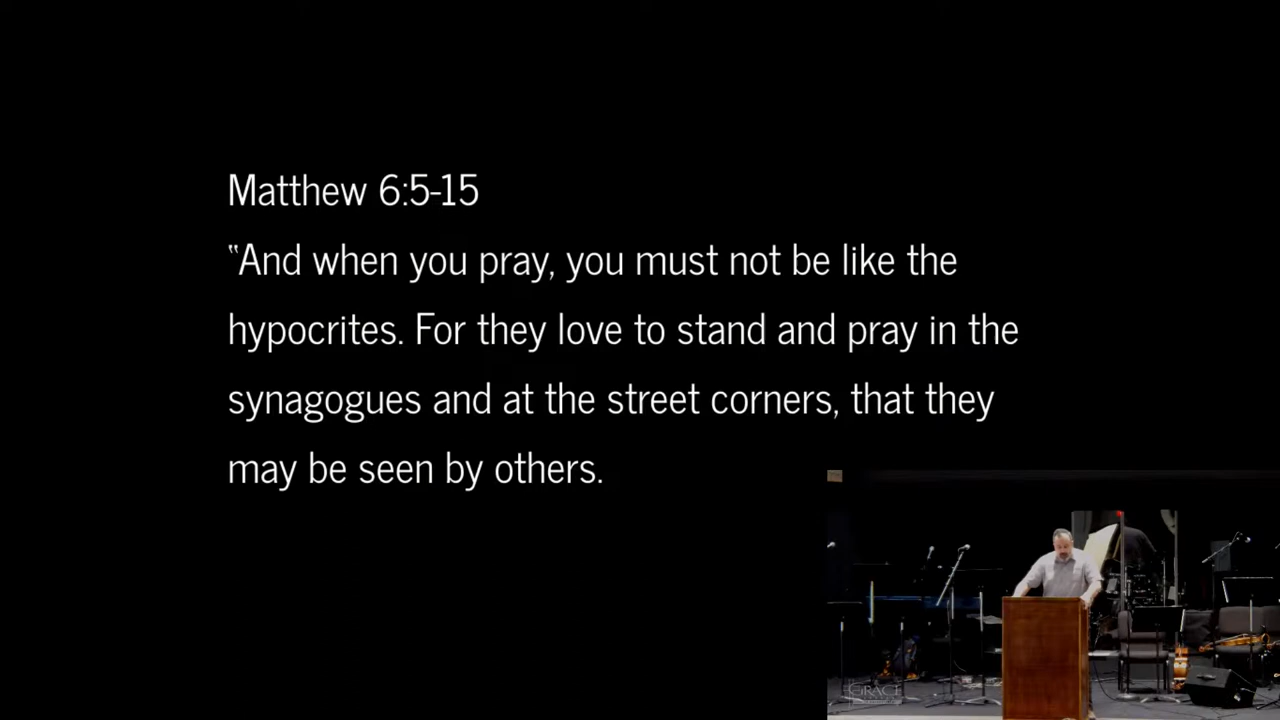 Matthew 6:5-15
“And when you pray, you must not be like the
hypocrites. For they love to stand and pray in the
synagogues and at the street corners, that they
may be seen by others.
GRACE